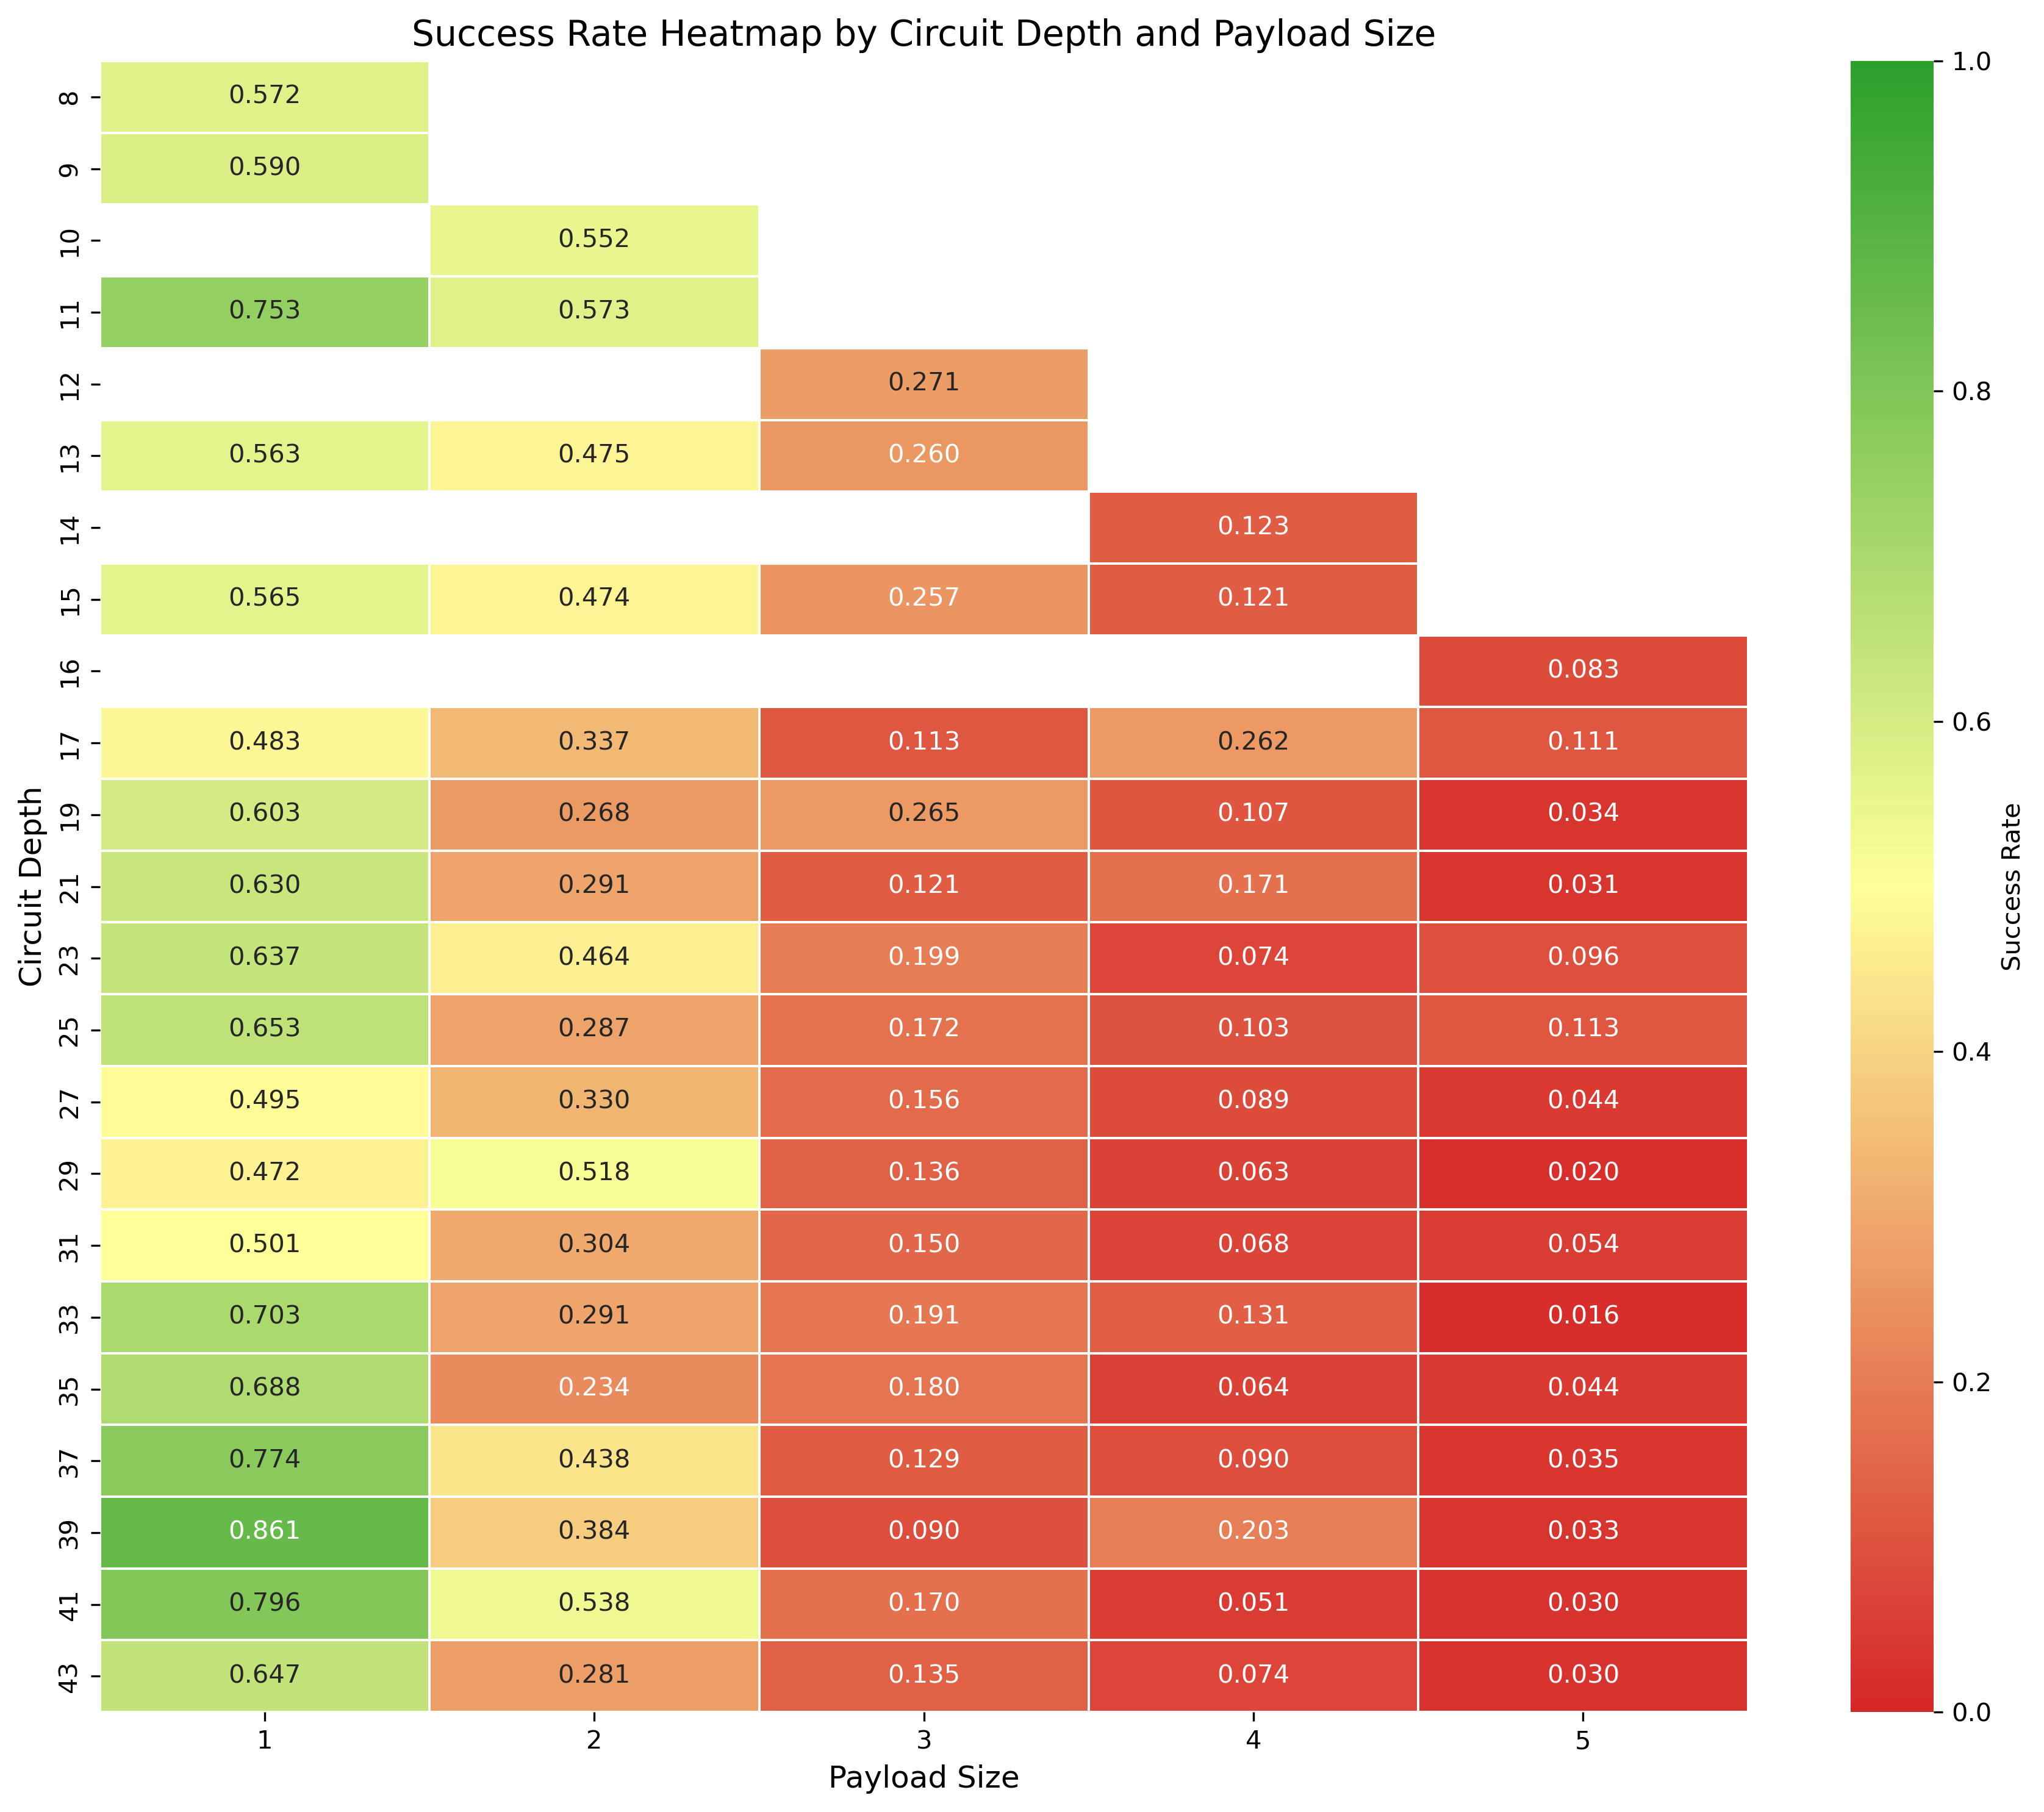 Success Rate Heatmap by Circuit Depth and Payload Size
8 0.572
9 0.590
10 0.552
11 0.753 0.573
12 0.271
13 0.563 0.475 0.260
14 0.123
15 0.565 0.474 0.257 0.121
16 0.083
17 0.483 0.337 0.113 0.262 0.111
19 0.603 0.268 0.265 0.107 0.034
21 0.630 0.291 0.121 0.171 0.031
23 0.637 0.464 0.199 0.074 0.096
25 0.653 0.287 0.172 0.103 0.113
27 0.495 0.330 0.156 0.089 0.044
29 0.472 0.518 0.136 0.063 0.020
31 0.501 0.304 0.150 0.068 0.054
33 0.703 0.291 0.191 0.131 0.016
35 0.688 0.234 0.180 0.064 0.044
37 0.774 0.438 0.129 0.090 0.035
39 0.861 0.384 0.090 0.203 0.033
41 0.796 0.538 0.170 0.051 0.030
43 0.647 0.281 0.135 0.074 0.030
1 2 3 4 5
Payload Size
Circuit Depth
1.0
0.8
0.6
0.4
0.2
0.0
Success Rate